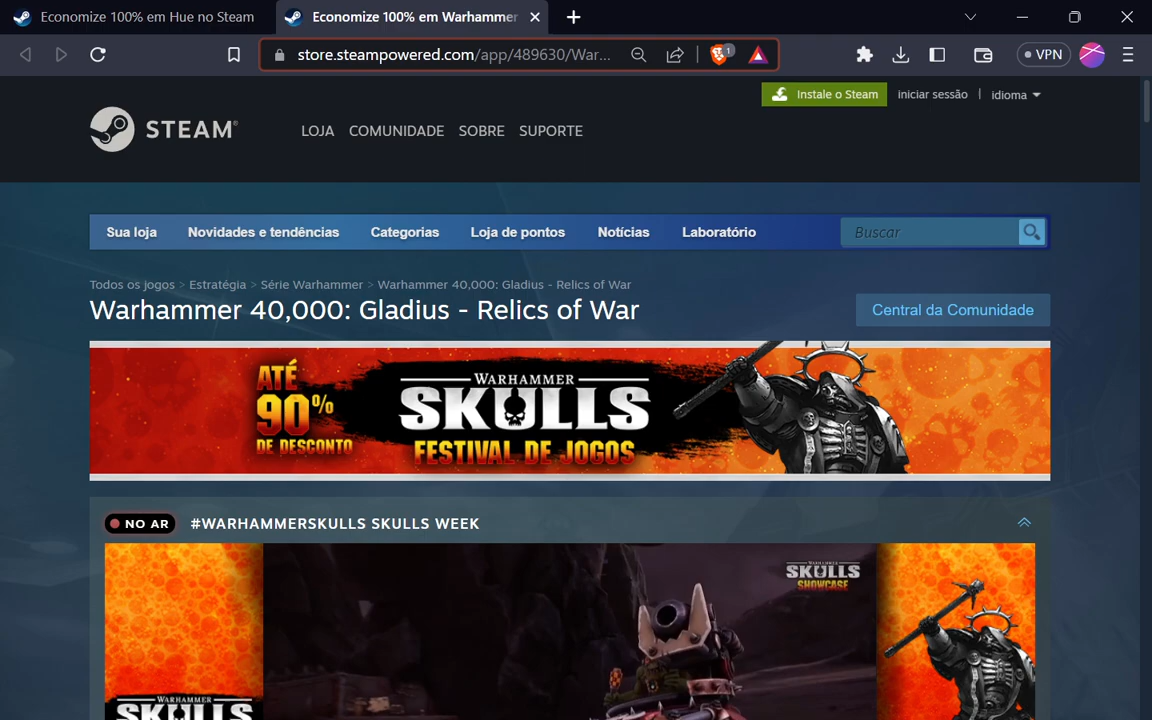 Economize 100% em Hue no Steam
Economize 100% em Warhammer
store.steampowered.com/app/489630/War...
1
VPN
Instale o Steam
iniciar sessão
idioma
STEAM®
LOJA COMUNIDADE SOBRE SUPORTE
Sua loja
Novidades e tendências
Categorias
Loja de pontos
Notícias
Laboratório
Buscar
Todos os jogos > Estratégia > Série Warhammer > Warhammer 40,000: Gladius - Relics of War
Warhammer 40,000: Gladius - Relics of War
Central da Comunidade
ATÉ
90%
DE DESCONTO
WARHAMMER
SKULLS
FESTIVAL DE JOGOS
NO AR
#WARHAMMERSKULLS SKULLS WEEK
WARHAMMER
SKULLS
SHOWCASE
WARHAMMER
SKULLS